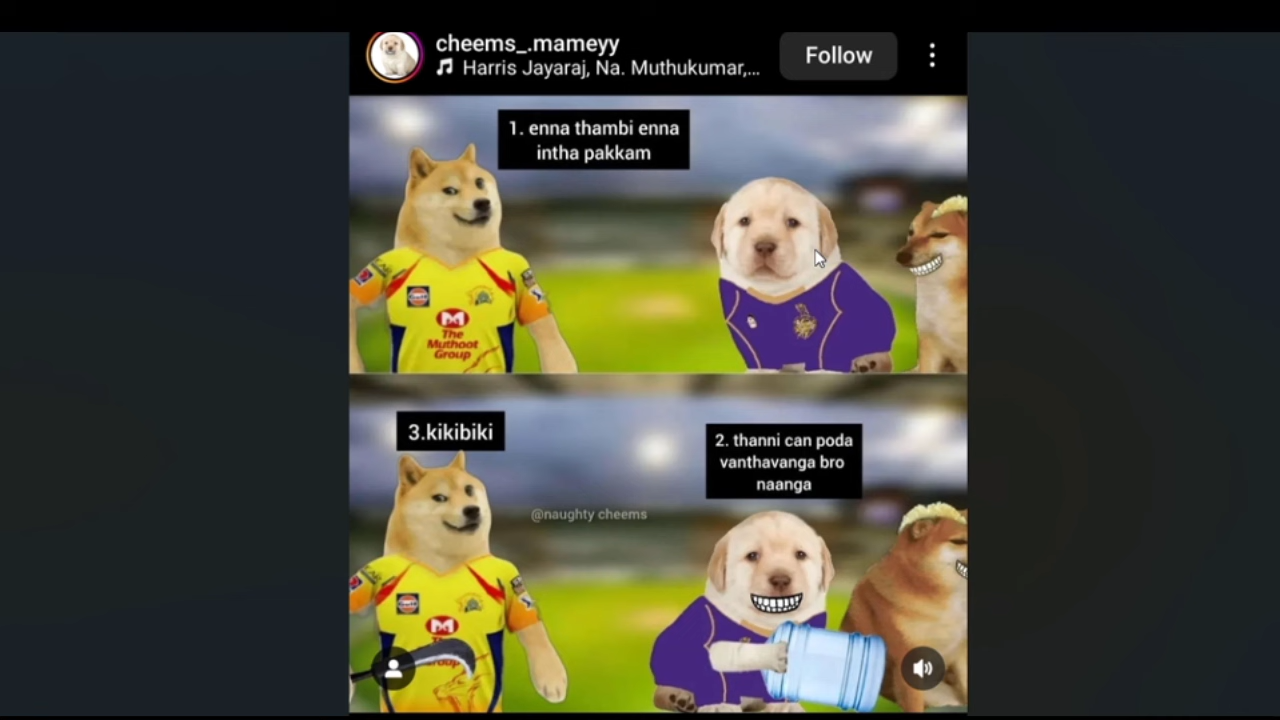 cheems_.mameyy
Harris Jayaraj, Na. Muthukumar,...
Follow
1. enna thambi enna
intha pakkam
The
Muthoot
Group
3.kikibiki
2. thanni can poda
vanthavanga bro
naanga
@naughty cheems